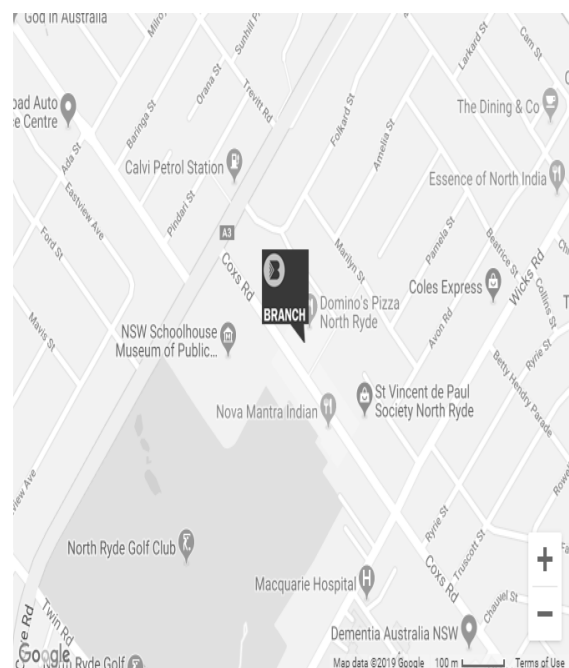 God in Australia
Milroy
Sunhill P
Larkard St
Cam St
oad Auto
e Centre
Baringa St
Orana St
Trevitt Rd
Folkard St
Amelia St
The Dining & Co
Ada St
Calvi Petrol Station
Essence of North India
Eastview Ave
Pindari St
Pamela St
Beatrice St
Wicks Rd
Ford St
A3
Coxs Rd
Marilyn St
Coles Express
Collins St
BRANCH
Domino's Pizza
North Ryde
Avon Rd
Mavis St
NSW Schoolhouse
Museum of Public...
Ryrie St
Betty Hendry Parade
St Vincent de Paul
Society North Ryde
Nova Mantra Indian
Rowe
view Ave
Ryrie St
North Ryde Golf Club
Truscott St
Coxs Rd
+
Macquarie Hospital
H
Chauvel St
−
Twin Rd
Dementia Australia NSW
Google
North Ryde Golf
Map data ©2019 Google
100 m
Terms of Use